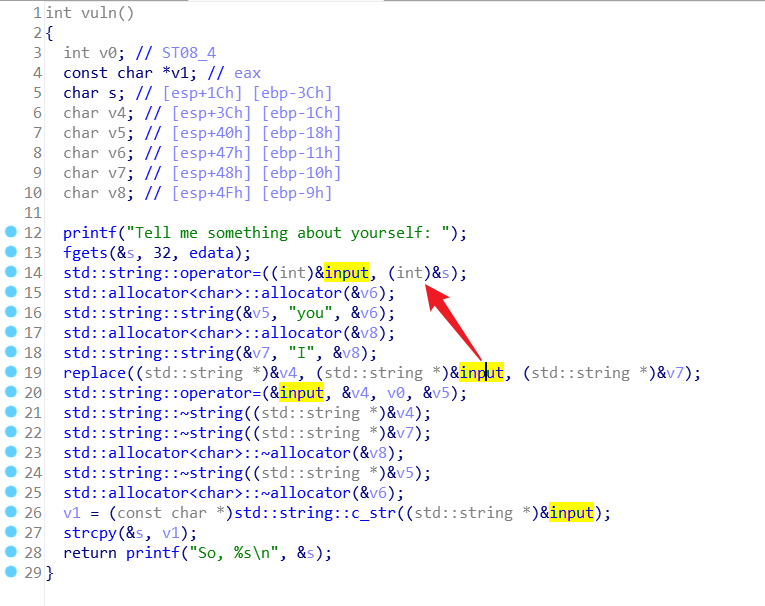 1 int vuln()
2 {
3 int v0; // ST08_4
4 const char *v1; // eax
5 char s; // [esp+1Ch] [ebp-3Ch]
6 char v4; // [esp+3Ch] [ebp-1Ch]
7 char v5; // [esp+40h] [ebp-18h]
8 char v6; // [esp+47h] [ebp-11h]
9 char v7; // [esp+48h] [ebp-10h]
10 char v8; // [esp+4Fh] [ebp-9h]
11
12 printf("Tell me something about yourself: ");
13 fgets(&s, 32, edata);
14 std::string::operator=((int)&input, (int)&s);
15 std::allocator<char>::allocator(&v6);
16 std::string::string(&v5, "you", &v6);
17 std::allocator<char>::allocator(&v8);
18 std::string::string(&v7, "I", &v8);
19 replace((std::string *)&v4, (std::string *)&input, (std::string *)&v7);
20 std::string::operator=(&input, &v4, v0, &v5);
21 std::string::~string((std::string *)&v4);
22 std::string::~string((std::string *)&v7);
23 std::allocator<char>::~allocator(&v8);
24 std::string::~string((std::string *)&v5);
25 std::allocator<char>::~allocator(&v6);
26 v1 = (const char *)std::string::c_str((std::string *)&input);
27 strcpy(&s, v1);
28 return printf("So, %s\n", &s);
29 }